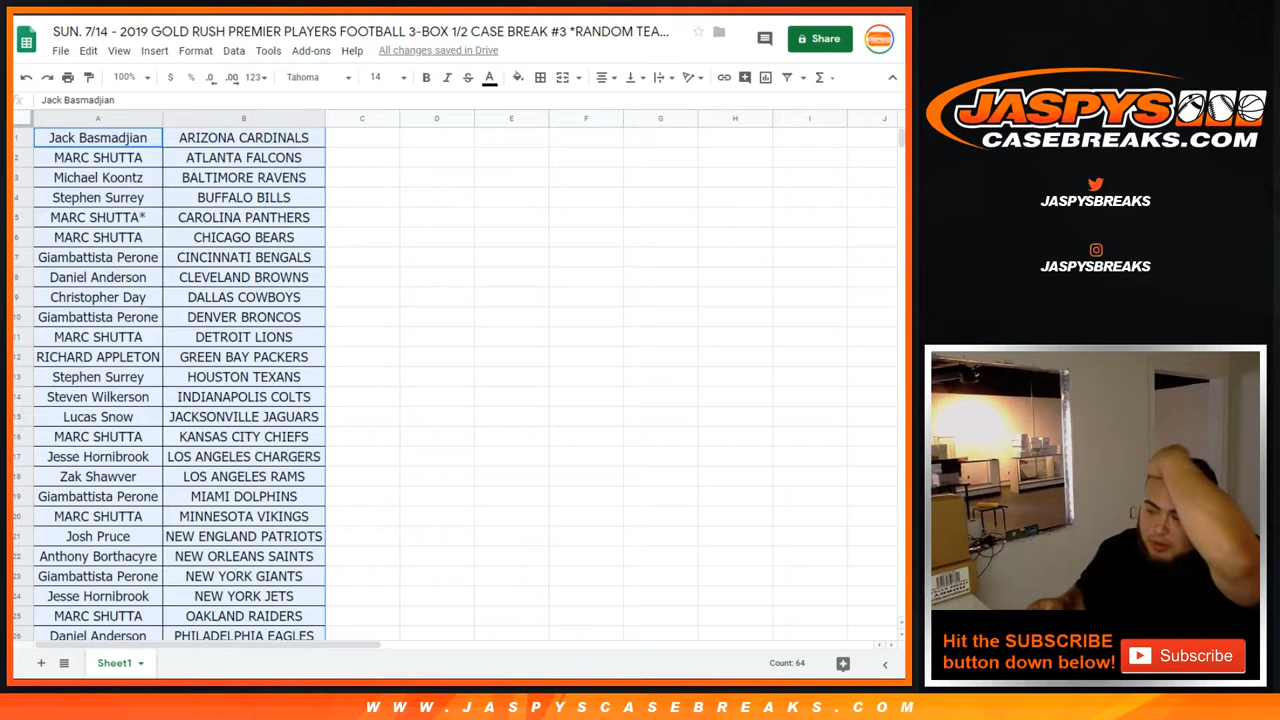 SUN. 7/14 - 2019 GOLD RUSH PREMIER PLAYERS FOOTBALL 3-BOX 1/2 CASE BREAK #3 *RANDOM TEA...
File Edit View Insert Format Data Tools Add-ons Help All changes saved in Drive
Share
100% $ % .0 .00 123 Tahoma 14 B I S A
fx Jack Basmadjian
A B C D E F G H I J
1 Jack Basmadjian ARIZONA CARDINALS
2 MARC SHUTTA ATLANTA FALCONS
3 Michael Koontz BALTIMORE RAVENS
4 Stephen Surrey BUFFALO BILLS
5 MARC SHUTTA* CAROLINA PANTHERS
6 MARC SHUTTA CHICAGO BEARS
7 Giambattista Perone CINCINNATI BENGALS
8 Daniel Anderson CLEVELAND BROWNS
9 Christopher Day DALLAS COWBOYS
10 Giambattista Perone DENVER BRONCOS
11 MARC SHUTTA DETROIT LIONS
12 RICHARD APPLETON GREEN BAY PACKERS
13 Stephen Surrey HOUSTON TEXANS
14 Steven Wilkerson INDIANAPOLIS COLTS
15 Lucas Snow JACKSONVILLE JAGUARS
16 MARC SHUTTA KANSAS CITY CHIEFS
17 Jesse Hornibrook LOS ANGELES CHARGERS
18 Zak Shawver LOS ANGELES RAMS
19 Giambattista Perone MIAMI DOLPHINS
20 MARC SHUTTA MINNESOTA VIKINGS
21 Josh Pruce NEW ENGLAND PATRIOTS
22 Anthony Borthacyre NEW ORLEANS SAINTS
23 Giambattista Perone NEW YORK GIANTS
24 Jesse Hornibrook NEW YORK JETS
25 MARC SHUTTA OAKLAND RAIDERS
26 Daniel Anderson PHILADELPHIA EAGLES
Sheet1
Count: 64
JASPYS
CASEBREAKS.COM
JASPYSBREAKS
JASPYSBREAKS
Hit the SUBSCRIBE
button down below!
Subscribe
WWW.JASPYSCASEBREAKS.COM